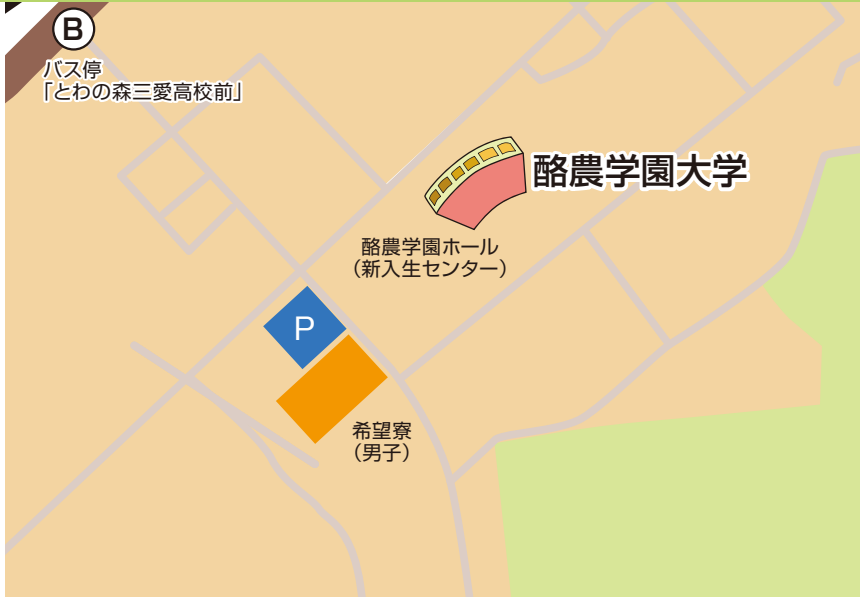 B
バス停
「とわの森三愛高校前」
酪農学園大学
酪農学園ホール
（新入生センター）
P
希望寮
（男子）